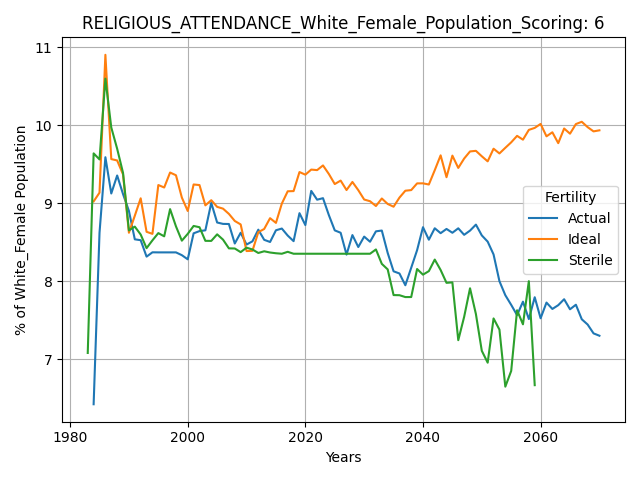 RELIGIOUS_ATTENDANCE_White_Female_Population_Scoring: 6
% of White_Female Population
11
10
9
8
7
Fertility
Actual
Ideal
Sterile
1980
2000
2020
2040
2060
Years